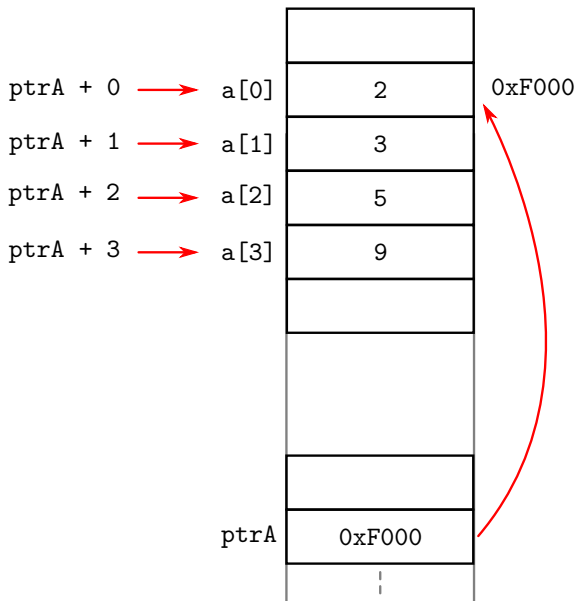 ptrA + 0 a[0] 2 0xF000
ptrA + 1 a[1] 3
ptrA + 2 a[2] 5
ptrA + 3 a[3] 9
ptrA 0xF000